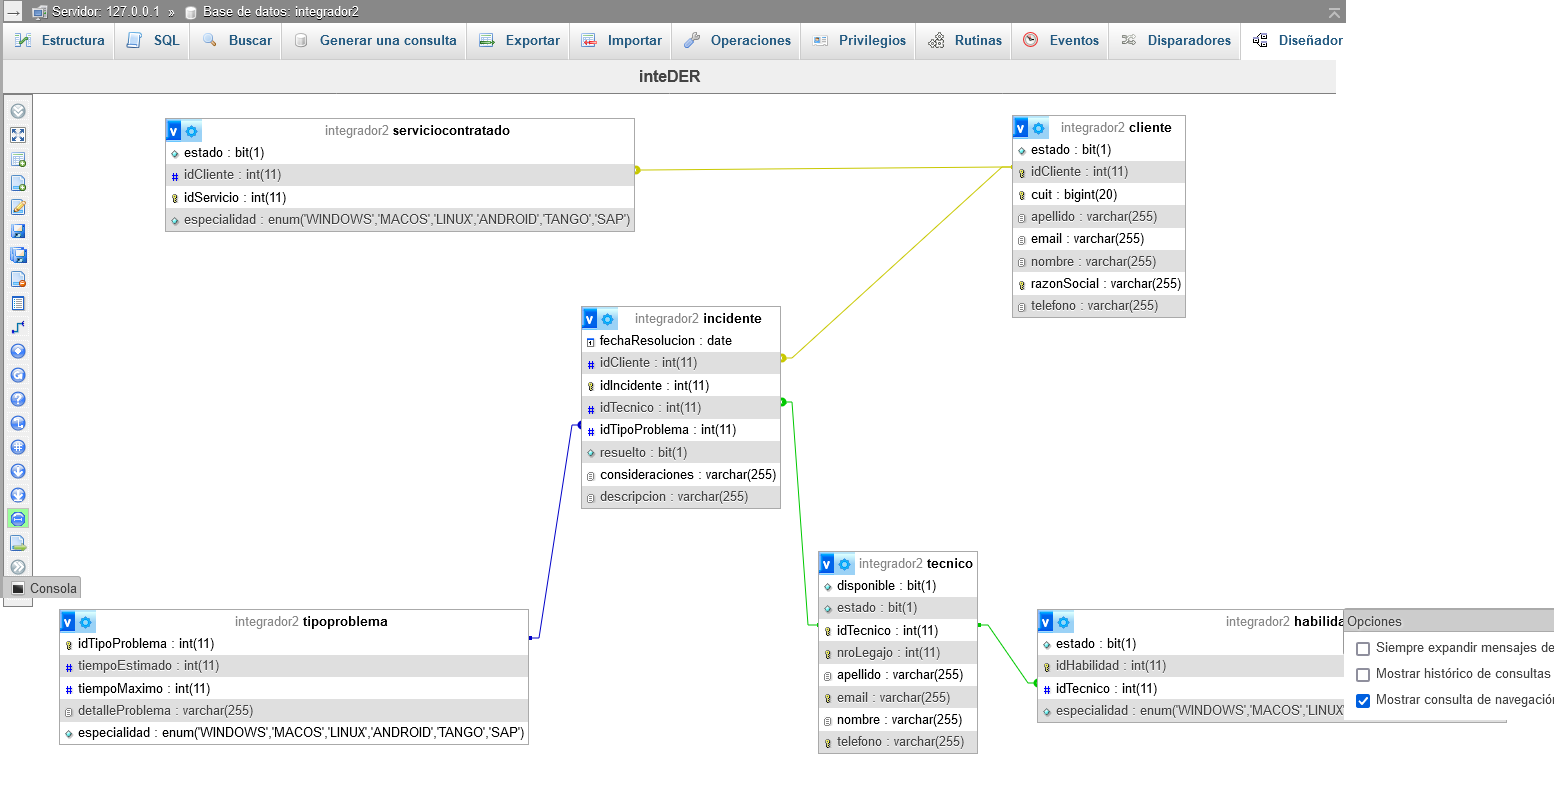 Servidor: 127.0.0.1 » Base de datos: integrador2
Estructura SQL Buscar Generar una consulta Exportar Importar Operaciones Privilegios Rutinas Eventos Disparadores Diseñador
inteDER
v integrador2 serviciocontratado
estado : bit(1)
# idCliente : int(11)
idServicio : int(11)
especialidad : enum('WINDOWS','MACOS','LINUX','ANDROID','TANGO','SAP')
v integrador2 cliente
estado : bit(1)
idCliente : int(11)
cuit : bigint(20)
apellido : varchar(255)
email : varchar(255)
nombre : varchar(255)
razonSocial : varchar(255)
telefono : varchar(255)
v integrador2 incidente
fechaResolucion : date
# idCliente : int(11)
idIncidente : int(11)
# idTecnico : int(11)
# idTipoProblema : int(11)
resuelto : bit(1)
consideraciones : varchar(255)
descripcion : varchar(255)
v integrador2 tecnico
disponible : bit(1)
estado : bit(1)
idTecnico : int(11)
nroLegajo : int(11)
apellido : varchar(255)
email : varchar(255)
nombre : varchar(255)
telefono : varchar(255)
Consola
v integrador2 tipoproblema
idTipoProblema : int(11)
# tiempoEstimado : int(11)
# tiempoMaximo : int(11)
detalleProblema : varchar(255)
especialidad : enum('WINDOWS','MACOS','LINUX','ANDROID','TANGO','SAP')
v integrador2 habilida
estado : bit(1)
idHabilidad : int(11)
# idTecnico : int(11)
especialidad : enum('WINDOWS','MACOS','LINUX
Opciones
Siempre expandir mensajes de
Mostrar histórico de consultas
Mostrar consulta de navegación